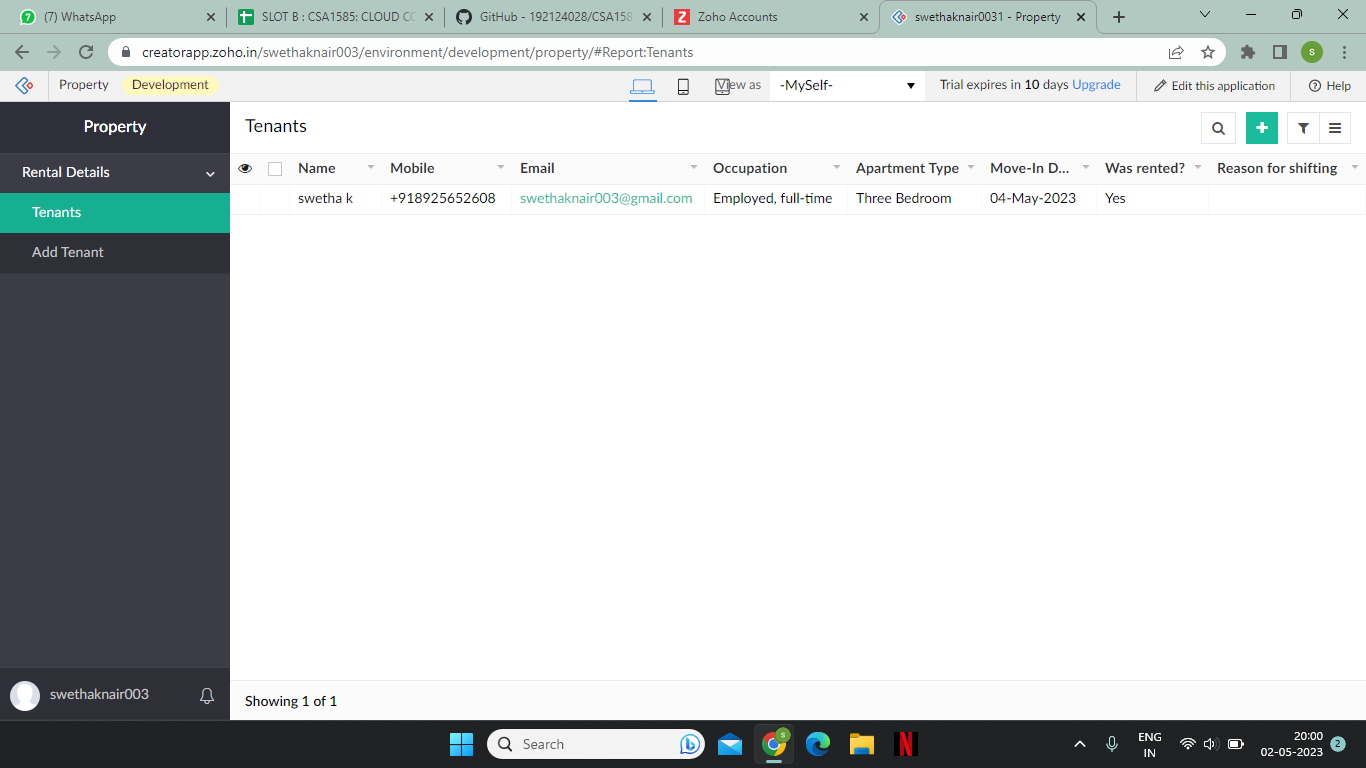 (7) WhatsApp
SLOT B : CSA1585: CLOUD CC
GitHub - 192124028/CSA158
Zoho Accounts
swethaknair0031 - Property
creatorapp.zoho.in/swethaknair003/environment/development/property/#Report:Tenants
S
Property Development
View as -MySelf-
Trial expires in 10 days Upgrade
Edit this application
Help
Property
Tenants
Rental Details
Name Mobile Email Occupation Apartment Type Move-In D... Was rented? Reason for shifting
swetha k +918925652608 swethaknair003@gmail.com Employed, full-time Three Bedroom 04-May-2023 Yes
Tenants
Add Tenant
swethaknair003
Showing 1 of 1
Search
ENG
IN
20:00
02-05-2023
2